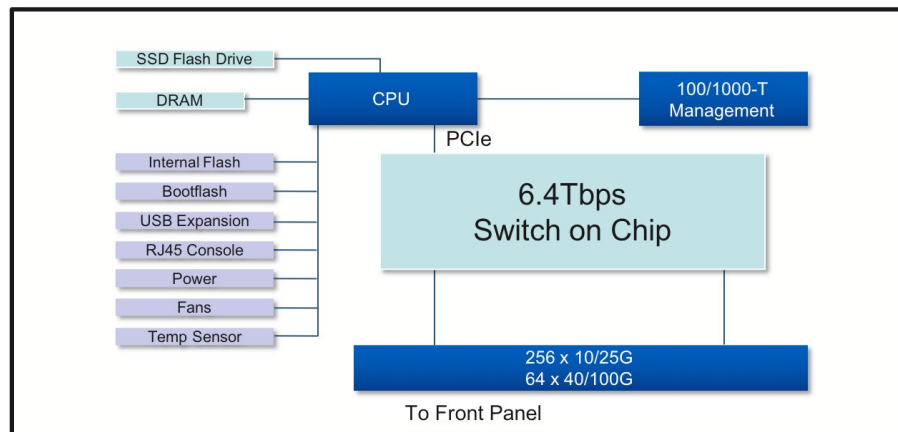 SSD Flash Drive
DRAM
CPU
100/1000-T
Management
PCIe
Internal Flash
Bootflash
USB Expansion
RJ45 Console
Power
Fans
Temp Sensor
6.4Tbps
Switch on Chip
256 x 10/25G
64 x 40/100G
To Front Panel